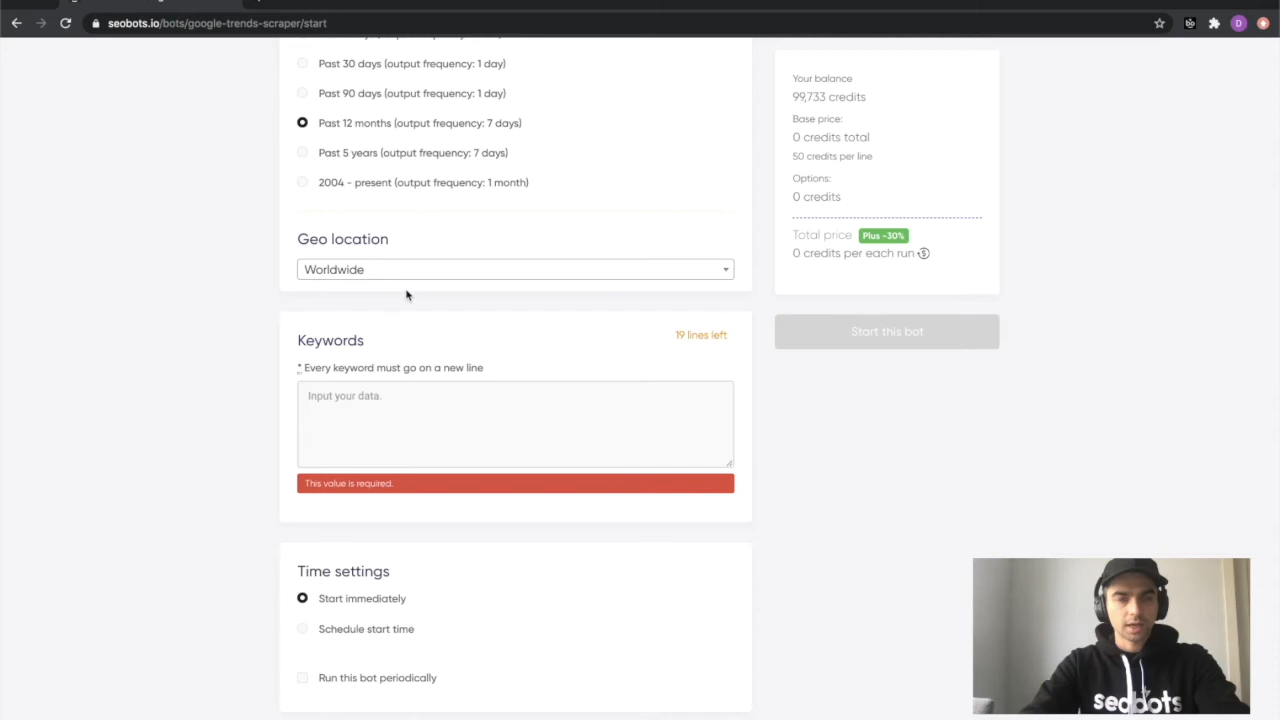 seobots.io/bots/google-trends-scraper/start
D
Past 30 days (output frequency: 1 day)
Past 90 days (output frequency: 1 day)
Past 12 months (output frequency: 7 days)
Past 5 years (output frequency: 7 days)
2004 - present (output frequency: 1 month)
Geo location
Worldwide
Keywords
19 lines left
* Every keyword must go on a new line
Input your data.
This value is required.
Time settings
Start immediately
Schedule start time
Run this bot periodically
Your balance
99,733 credits
Base price:
0 credits total
50 credits per line
Options:
0 credits
Total price Plus -30%
0 credits per each run
Start this bot
seobots